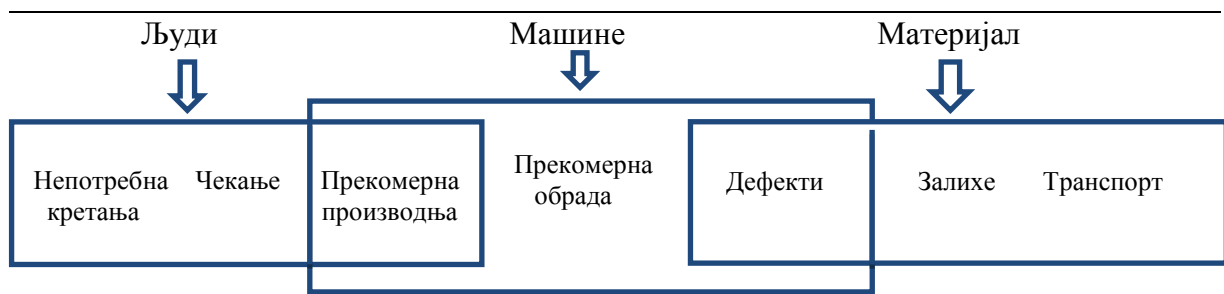 Људи Машине Материјал
Непотребна кретања
Чекање
Прекомерна производња
Прекомерна обрада
Дефекти
Залихе
Транспорт